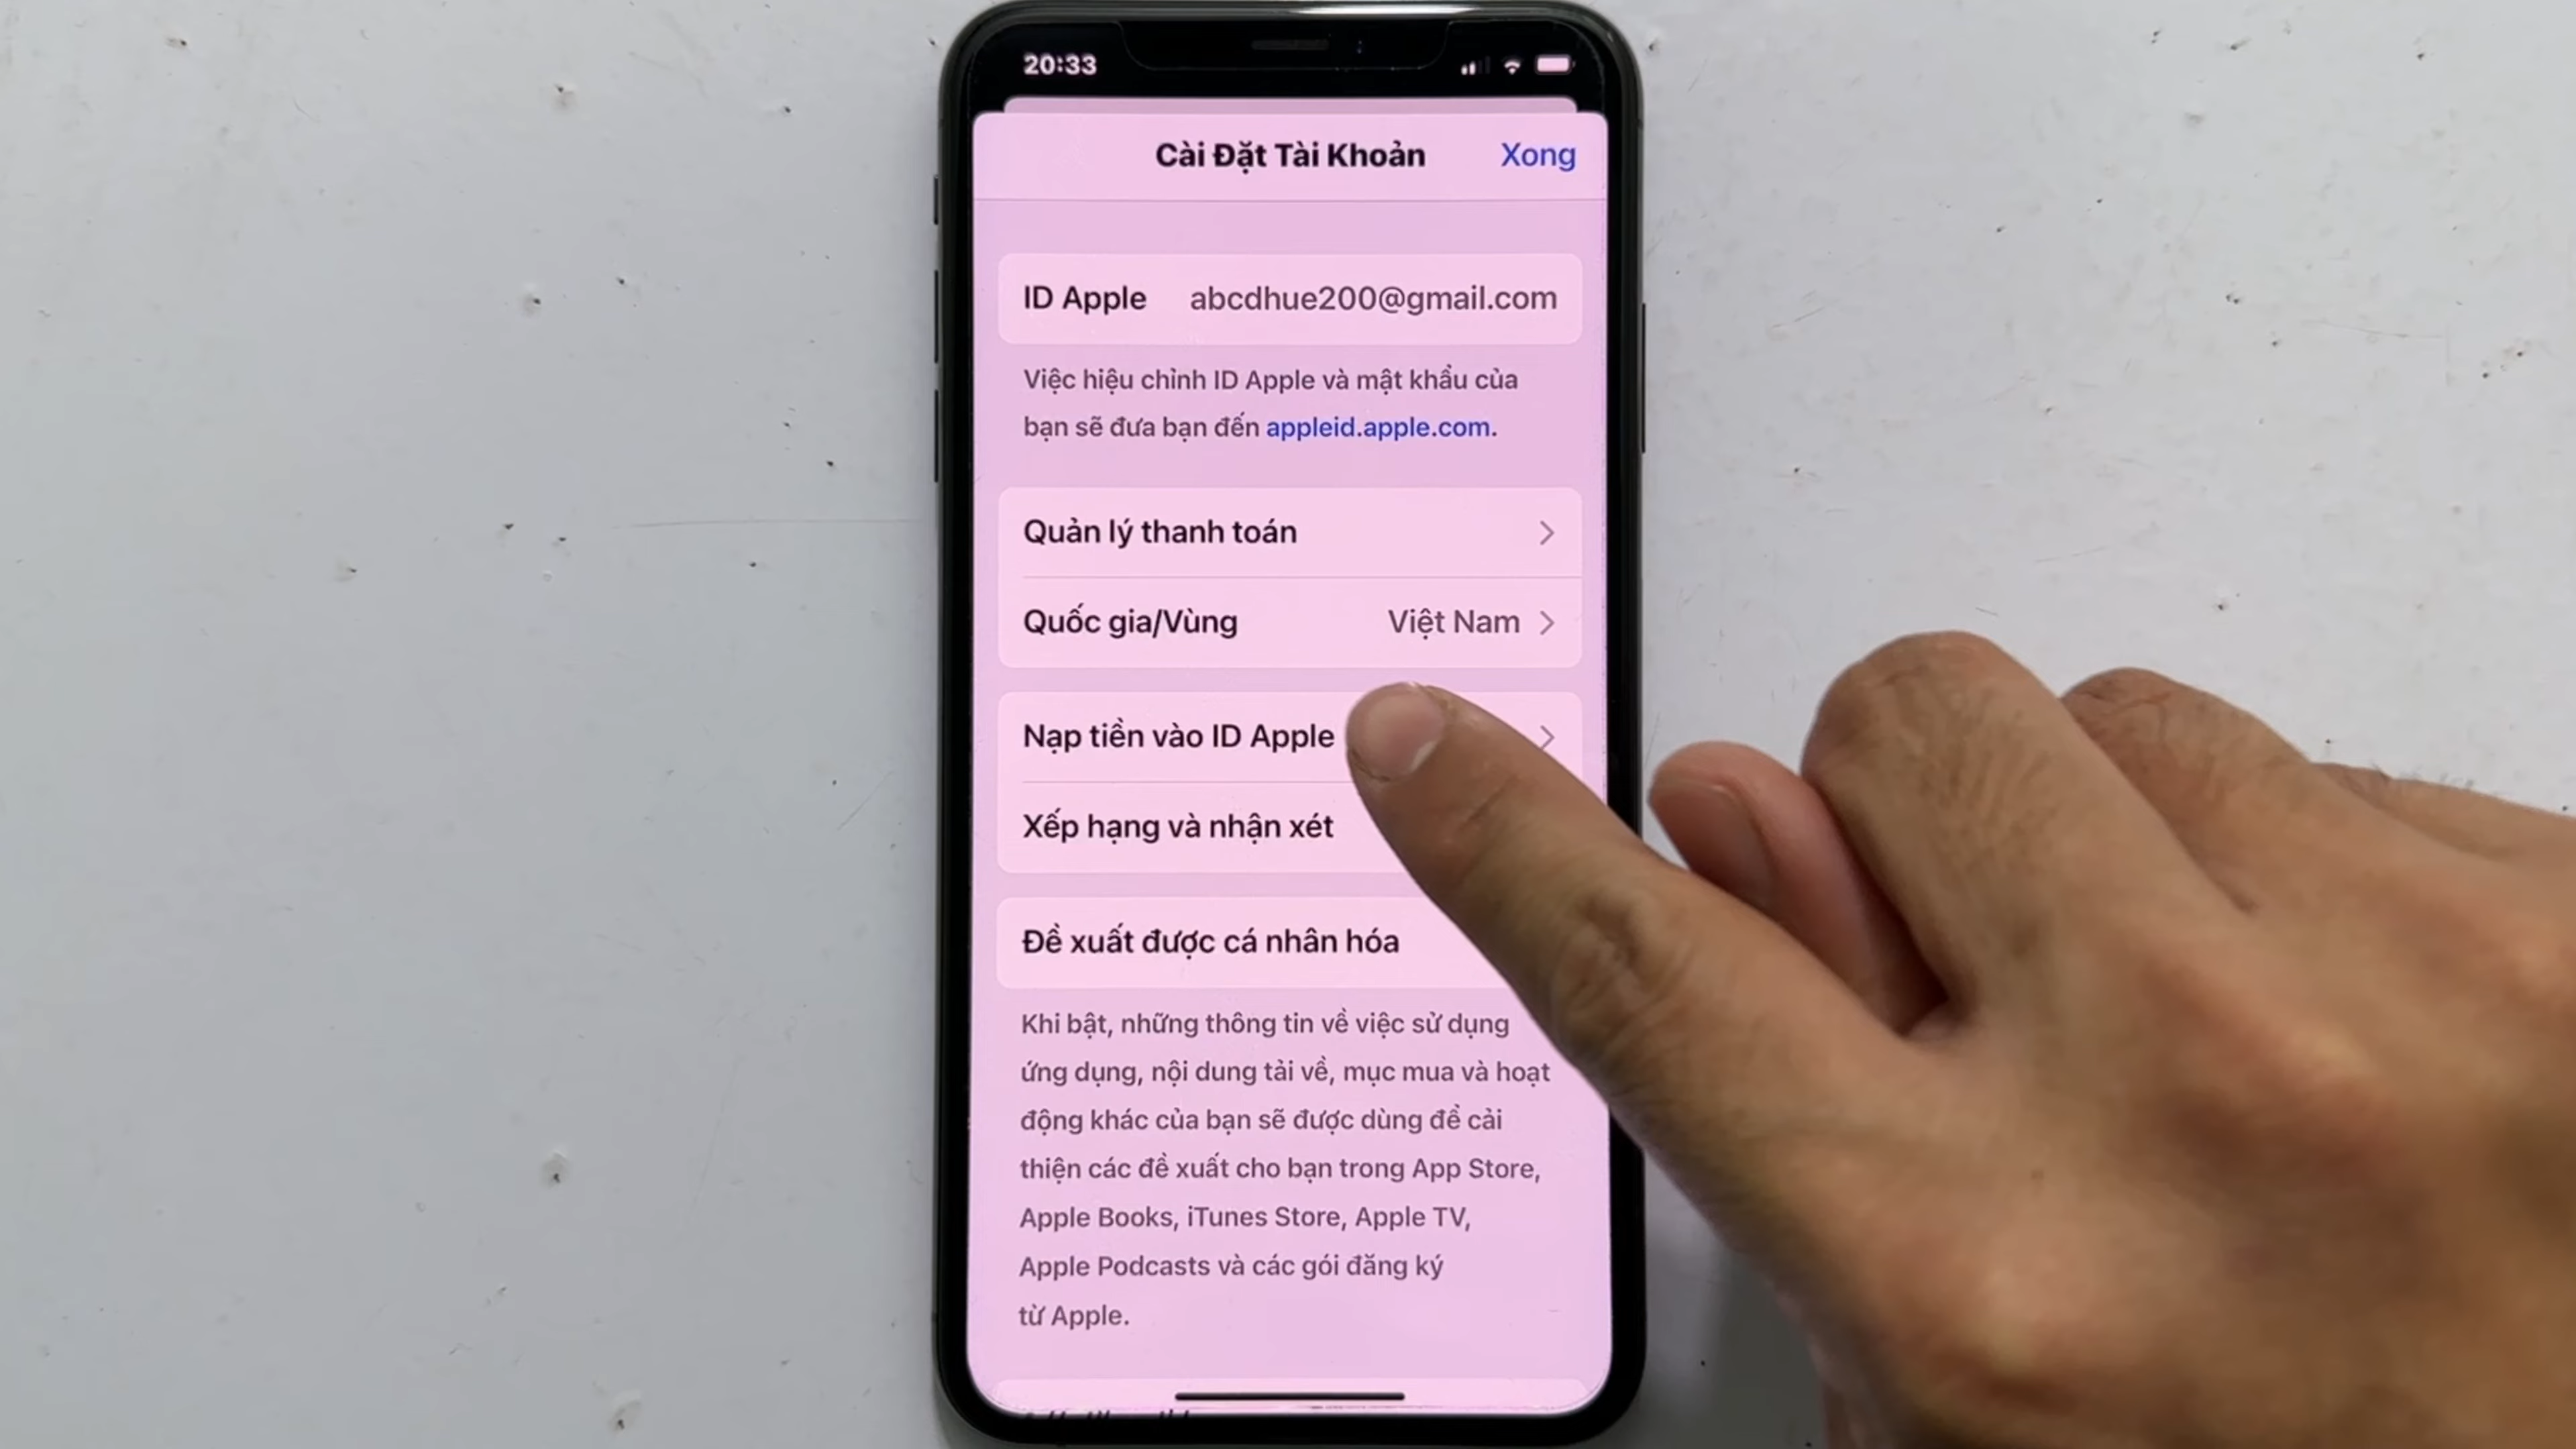 20:33
Cài Đặt Tài Khoản
Xong
ID Apple abcdhue200@gmail.com
Việc hiệu chỉnh ID Apple và mật khẩu của
bạn sẽ đưa bạn đến appleid.apple.com.
Quản lý thanh toán
Quốc gia/Vùng Việt Nam
Nạp tiền vào ID Apple
Xếp hạng và nhận xét
Đề xuất được cá nhân hóa
Khi bật, những thông tin về việc sử dụng
ứng dụng, nội dung tải về, mục mua và hoạt
động khác của bạn sẽ được dùng để cải
thiện các đề xuất cho bạn trong App Store,
Apple Books, iTunes Store, Apple TV,
Apple Podcasts và các gói đăng ký
từ Apple.